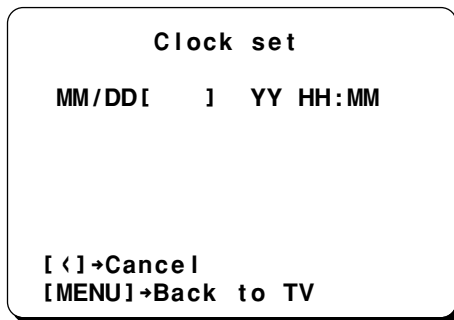 Clock set
MM/DD[    ] YY HH:MM
[<]→Cancel
[MENU]→Back to TV